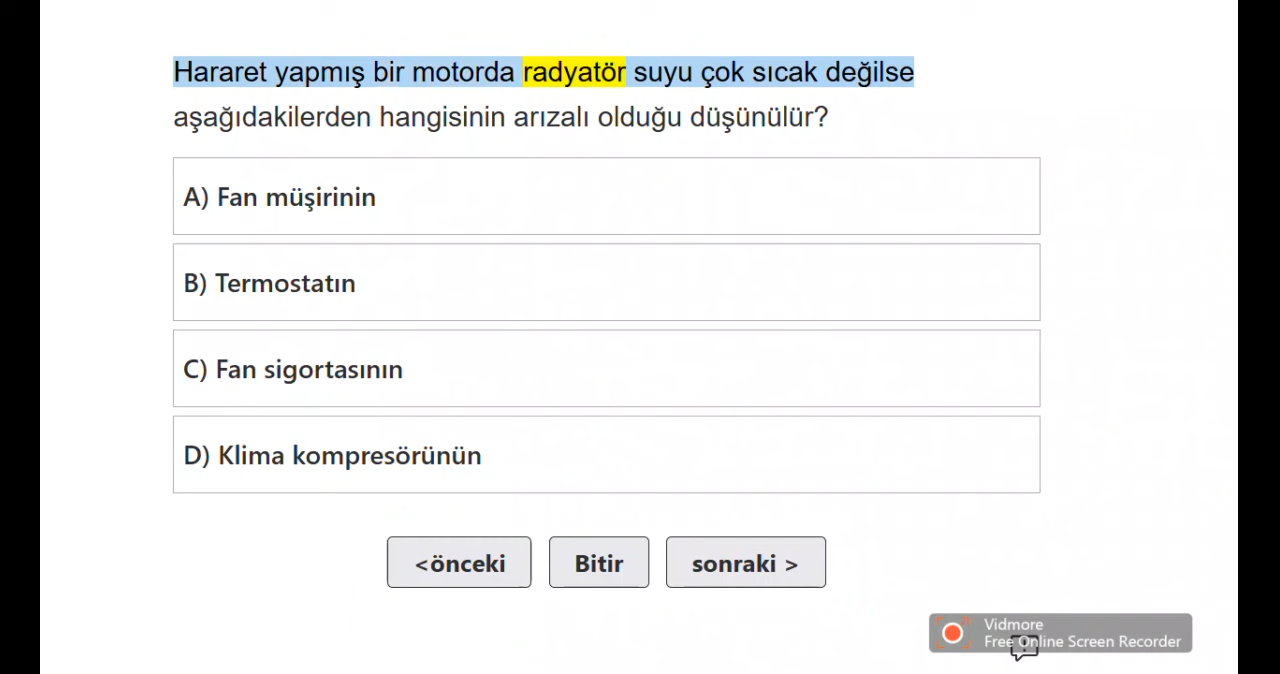 Hararet yapmış bir motorda radyatör suyu çok sıcak değilse
aşağıdakilerden hangisinin arızalı olduğu düşünülür?
A) Fan müşirinin
B) Termostatın
C) Fan sigortasının
D) Klima kompresörünün
<önceki Bitir sonraki >
Vidmore
Free Online Screen Recorder